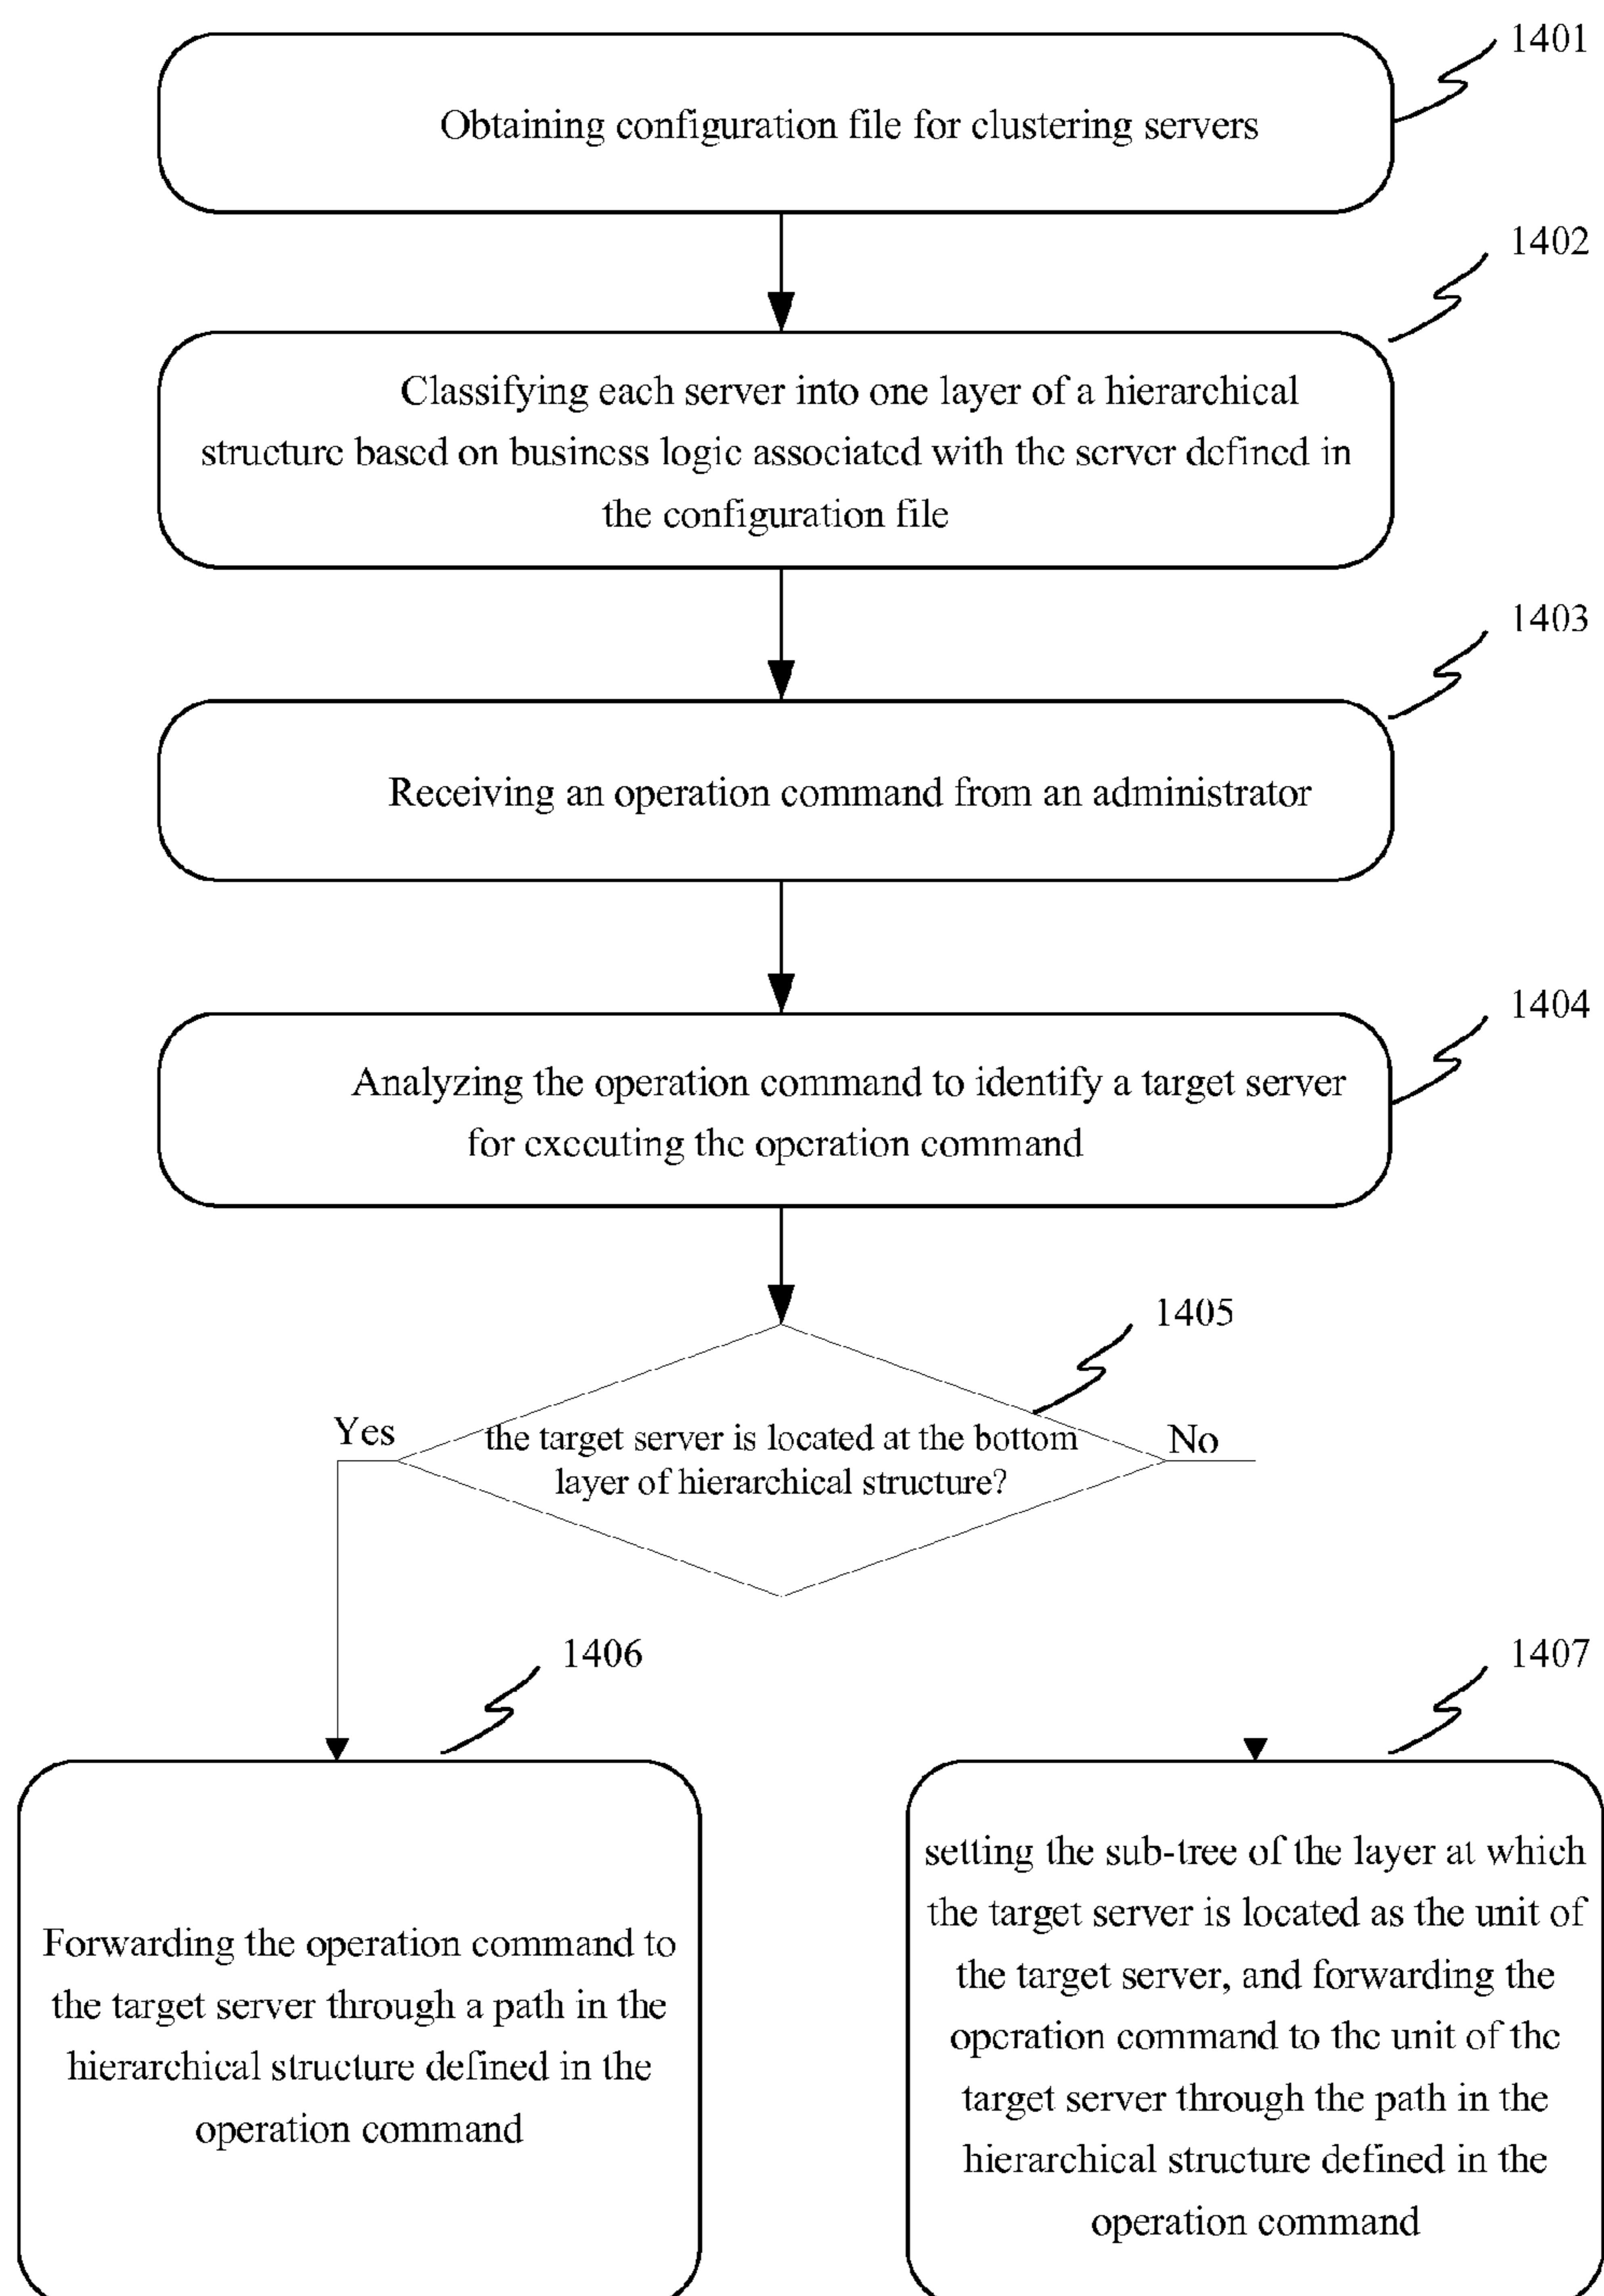 1401
Obtaining configuration file for clustering servers
1402
Classifying each server into one layer of a hierarchical
structure based on business logic associated with the server defined in
the configuration file
1403
Receiving an operation command from an administrator
1404
Analyzing the operation command to identify a target server
for executing the operation command
1405
Yes
the target server is located at the bottom
layer of hierarchical structure?
No
1406
Forwarding the operation command to
the target server through a path in the
hierarchical structure defined in the
operation command
1407
setting the sub-tree of the layer at which
the target server is located as the unit of
the target server, and forwarding the
operation command to the unit of the
target server through the path in the
hierarchical structure defined in the
operation command